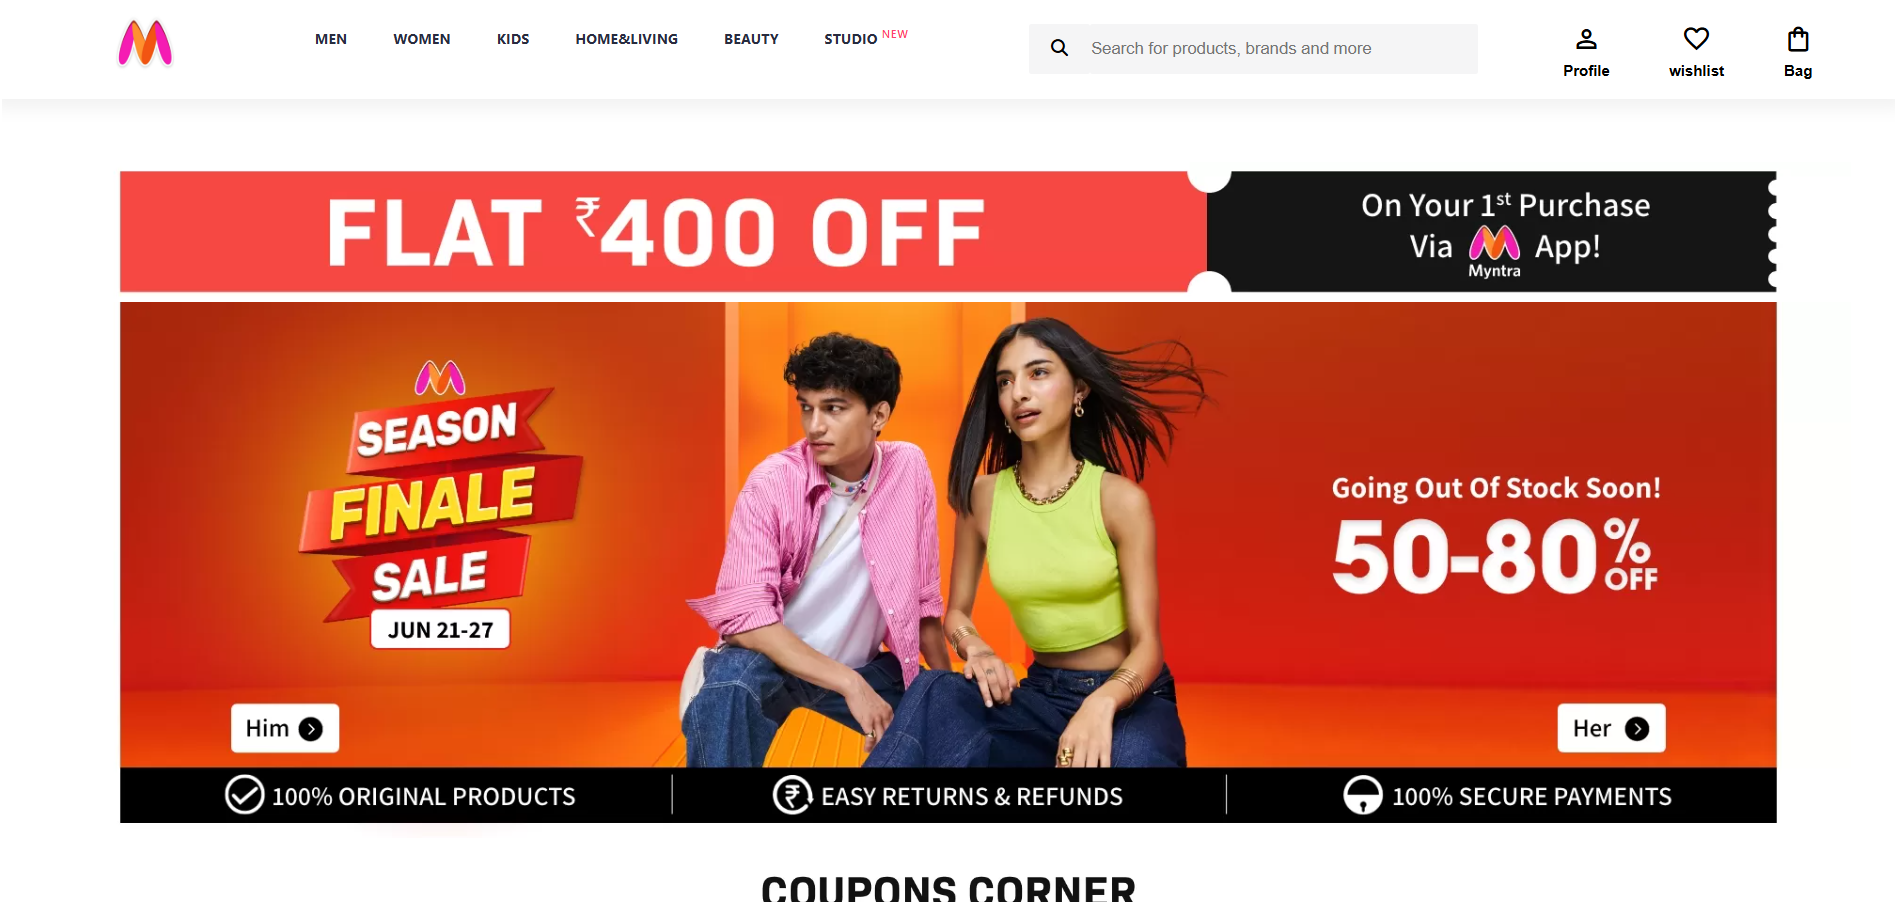 MEN WOMEN KIDS HOME&LIVING BEAUTY STUDIO NEW
Search for products, brands and more
Profile wishlist Bag
FLAT ₹400 OFF
On Your 1st Purchase
Via Myntra App!
SEASON
FINALE
SALE
JUN 21-27
Going Out Of Stock Soon!
50-80% OFF
Him
Her
100% ORIGINAL PRODUCTS
EASY RETURNS & REFUNDS
100% SECURE PAYMENTS
COUPONS CORNER